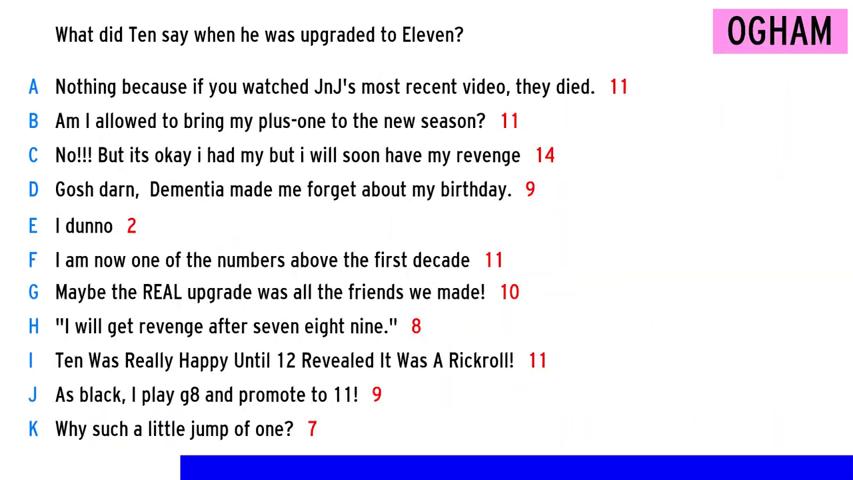 What did Ten say when he was upgraded to Eleven?
OGHAM
A Nothing because if you watched JnJ's most recent video, they died. 11
B Am I allowed to bring my plus-one to the new season? 11
C No!!! But its okay i had my but i will soon have my revenge 14
D Gosh darn, Dementia made me forget about my birthday. 9
E I dunno 2
F I am now one of the numbers above the first decade 11
G Maybe the REAL upgrade was all the friends we made! 10
H "I will get revenge after seven eight nine." 8
I Ten Was Really Happy Until 12 Revealed It Was A Rickroll! 11
J As black, I play g8 and promote to 11! 9
K Why such a little jump of one? 7